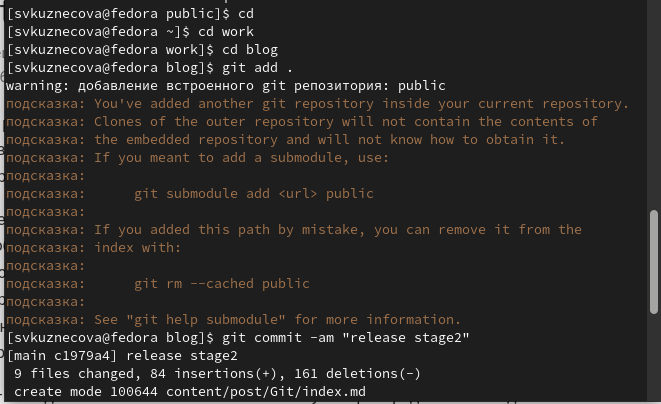 [svkuznecova@fedora public]$ cd
[svkuznecova@fedora ~]$ cd work
[svkuznecova@fedora work]$ cd blog
[svkuznecova@fedora blog]$ git add .
warning: добавление встроенного git репозитория: public
подсказка: You've added another git repository inside your current repository.
подсказка: Clones of the outer repository will not contain the contents of
подсказка: the embedded repository and will not know how to obtain it.
подсказка: If you meant to add a submodule, use:
подсказка:
подсказка:      git submodule add <url> public
подсказка:
подсказка: If you added this path by mistake, you can remove it from the
подсказка: index with:
подсказка:
подсказка:      git rm --cached public
подсказка:
подсказка: See "git help submodule" for more information.
[svkuznecova@fedora blog]$ git commit -am "release stage2"
[main c1979a4] release stage2
 9 files changed, 84 insertions(+), 161 deletions(-)
 create mode 100644 content/post/Git/index.md